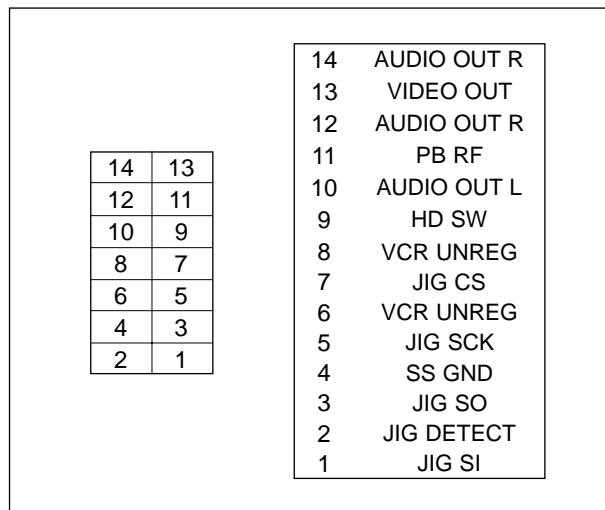 14 13
12 11
10 9
8 7
6 5
4 3
2 1
14 AUDIO OUT R
13 VIDEO OUT
12 AUDIO OUT R
11 PB RF
10 AUDIO OUT L
9 HD SW
8 VCR UNREG
7 JIG CS
6 VCR UNREG
5 JIG SCK
4 SS GND
3 JIG SO
2 JIG DETECT
1 JIG SI